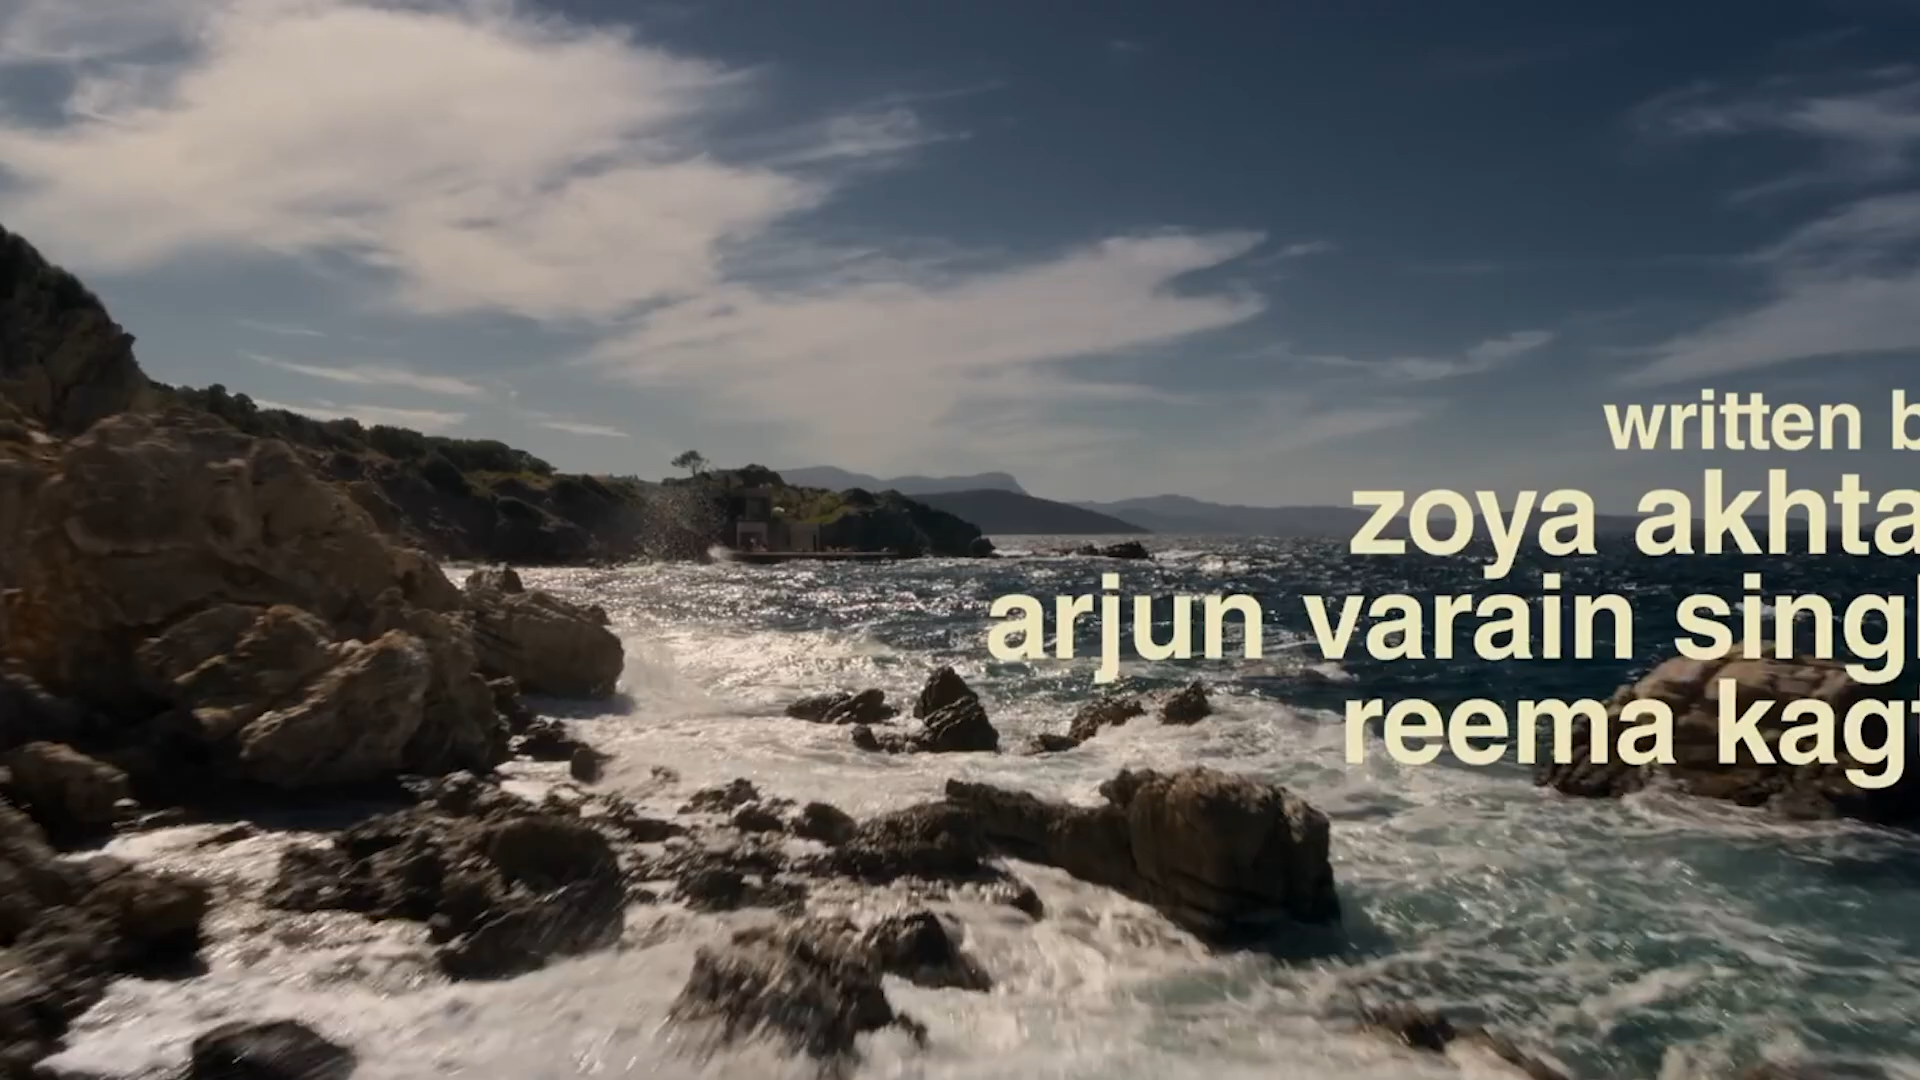 written b
zoya akhta
arjun varain sing
reema kag